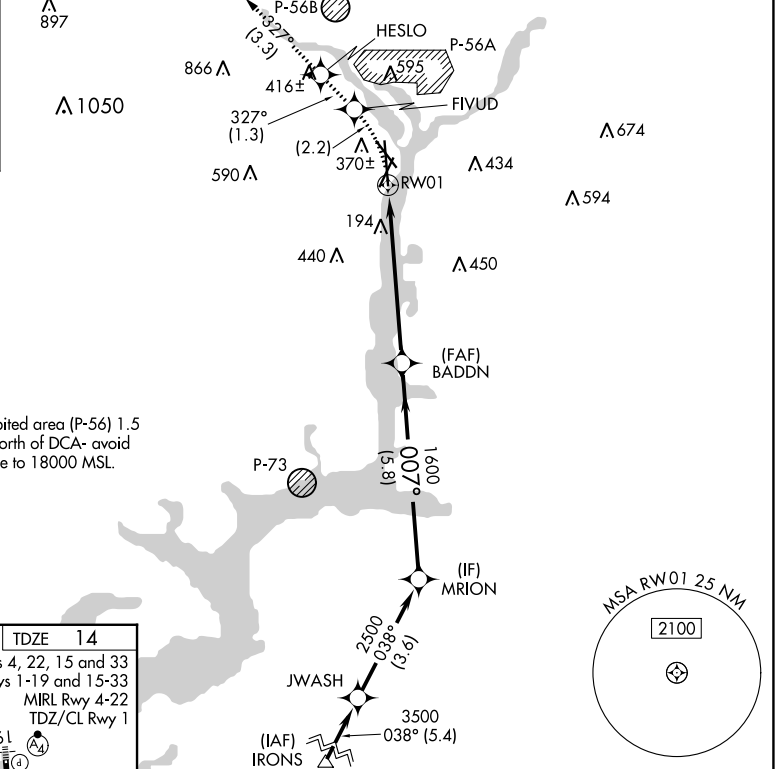 897
P-56B
327°
(3.3)
HESLO
P-56A
866
595
416±
1050
FIVUD
327°
(1.3)
674
(2.2)
370±
434
590
RW01
594
194
440
450
(FAF)
BADDN
bited area (P-56) 1.5
orth of DCA- avoid
e to 18000 MSL.
P-73
1600
007°
(5.8)
(IF)
MRION
MSA RW01 25 NM
2100
TDZE 14
s 4, 22, 15 and 33
ys 1-19 and 15-33
MIRL Rwy 4-22
TDZ/CL Rwy 1
2500
038°
(3.6)
JWASH
3500
038° (5.4)
(IAF)
IRONS
19
A4
P